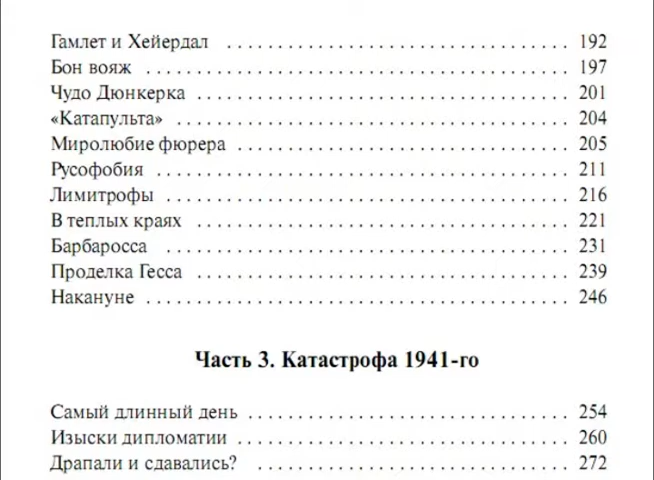 Гамлет и Хейердал ........................................ 192
Бон вояж ........................................ 197
Чудо Дюнкерка ........................................ 201
«Катапульта» ........................................ 204
Миролюбие фюрера ........................................ 205
Русофобия ........................................ 211
Лимитрофы ........................................ 216
В теплых краях ........................................ 221
Барбаросса ........................................ 231
Проделка Гесса ........................................ 239
Накануне ........................................ 246
Часть 3. Катастрофа 1941-го
Самый длинный день ........................................ 254
Изыски дипломатии ........................................ 260
Драпали и сдавались? ........................................ 272